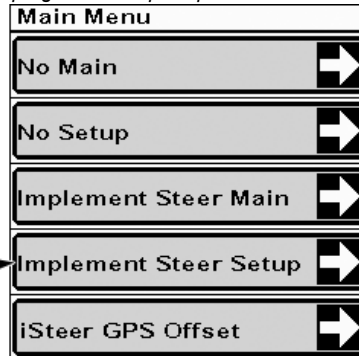 Main Menu
No Main
No Setup
Implement Steer Main
Implement Steer Setup
iSteer GPS Offset